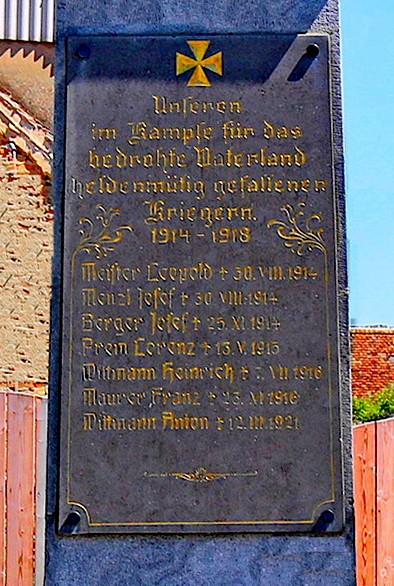 Unseren
im Kampfe für das
bedrohte Vaterland
heldenmütig gefallenen
Kriegern.
1914 - 1918
Meister Leopold † 30. VIII. 1914
Menzl Josef † 30. VIII. 1914
Berger Josef † 25. XI. 1914
Prem Lorenz † 13. V. 1915
Wittmann Heinrich † 7. VII 1916
Maurer Franz † 23. XI 1916
Wittmann Anton † 12. III. 1921